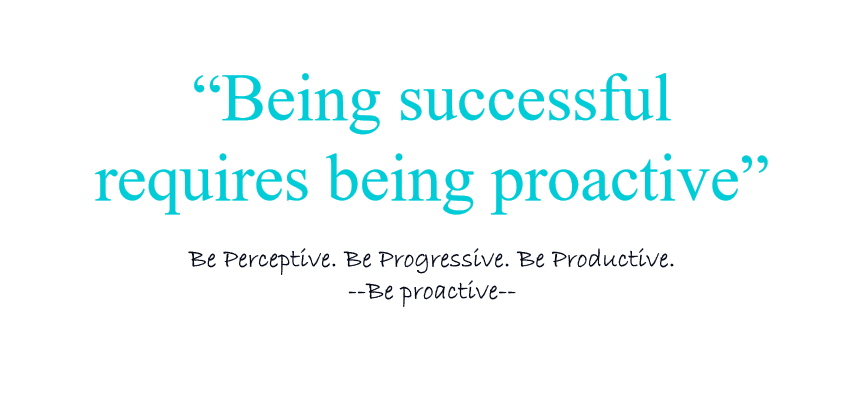 “Being successful
requires being proactive”
Be Perceptive. Be Progressive. Be Productive.
--Be proactive--